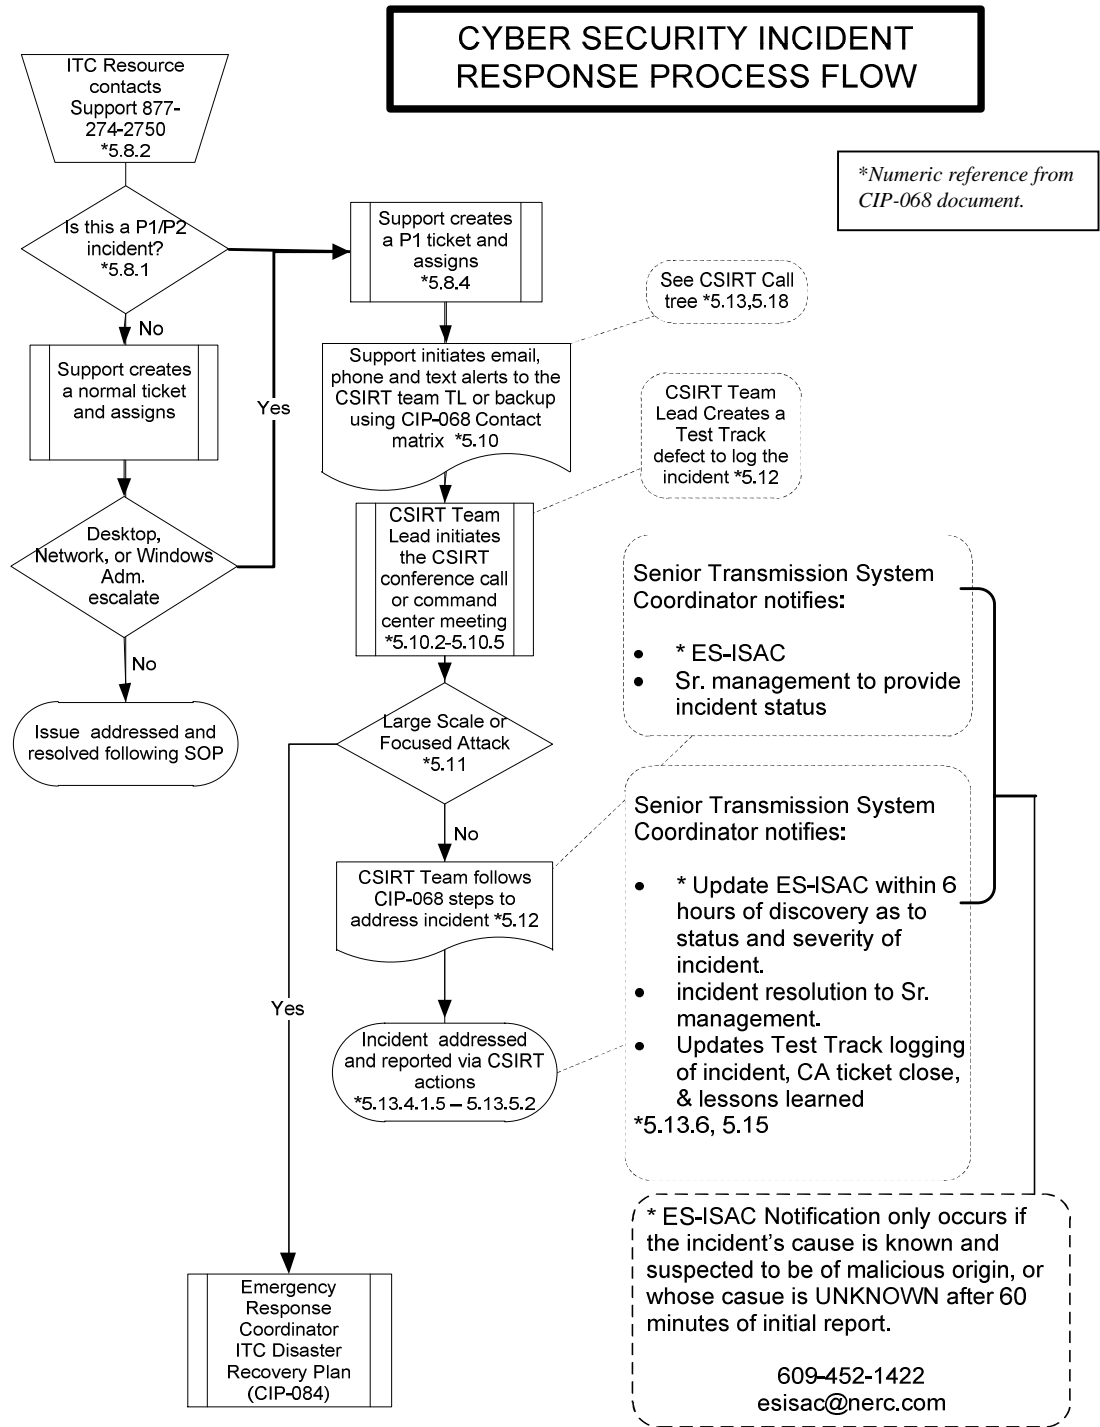 CYBER SECURITY INCIDENT
RESPONSE PROCESS FLOW
*Numeric reference from
CIP-068 document.
ITC Resource
contacts
Support 877-
274-2750
*5.8.2
Is this a P1/P2
incident?
*5.8.1
No
Support creates
a normal ticket
and assigns
Yes
Desktop,
Network, or Windows
Adm.
escalate
No
Issue addressed and
resolved following SOP
Support creates
a P1 ticket and
assigns
*5.8.4
See CSIRT Call
tree *5.13,5.18
Support initiates email,
phone and text alerts to the
CSIRT team TL or backup
using CIP-068 Contact
matrix *5.10
CSIRT Team
Lead Creates a
Test Track
defect to log the
incident *5.12
CSIRT Team
Lead initiates
the CSIRT
conference call
or command
center meeting
*5.10.2-5.10.5
Large Scale or
Focused Attack
*5.11
No
CSIRT Team follows
CIP-068 steps to
address incident *5.12
Yes
Incident addressed
and reported via CSIRT
actions
*5.13.4.1.5 – 5.13.5.2
Emergency
Response
Coordinator
ITC Disaster
Recovery Plan
(CIP-084)
Senior Transmission System
Coordinator notifies:
• * ES-ISAC
• Sr. management to provide
incident status
Senior Transmission System
Coordinator notifies:
• * Update ES-ISAC within 6
hours of discovery as to
status and severity of
incident.
• incident resolution to Sr.
management.
• Updates Test Track logging
of incident, CA ticket close,
& lessons learned
*5.13.6, 5.15
* ES-ISAC Notification only occurs if
the incident's cause is known and
suspected to be of malicious origin, or
whose casue is UNKNOWN after 60
minutes of initial report.
609-452-1422
esisac@nerc.com